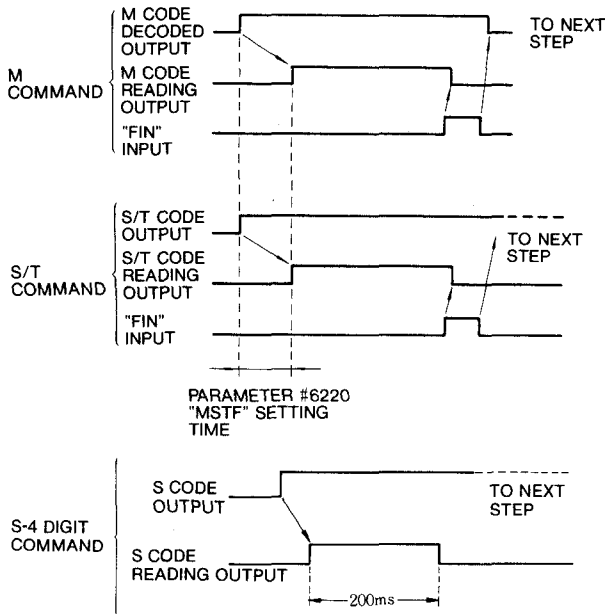 M CODE
DECODED
OUTPUT
TO NEXT
STEP
M
COMMAND
M CODE
READING
OUTPUT
"FIN"
INPUT
S/T CODE
OUTPUT
TO NEXT
STEP
S/T
COMMAND
S/T CODE
READING
OUTPUT
"FIN"
INPUT
PARAMETER #6220
"MSTF" SETTING
TIME
S CODE
OUTPUT
TO NEXT
STEP
S-4 DIGIT
COMMAND
S CODE
READING OUTPUT
200ms